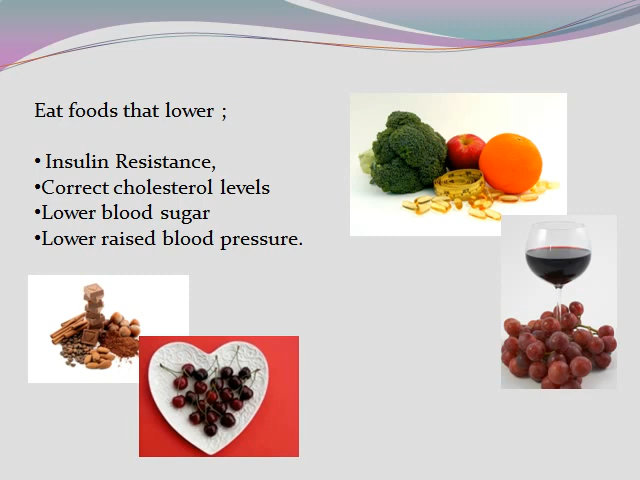 Eat foods that lower ;
• Insulin Resistance,
•Correct cholesterol levels
•Lower blood sugar
•Lower raised blood pressure.